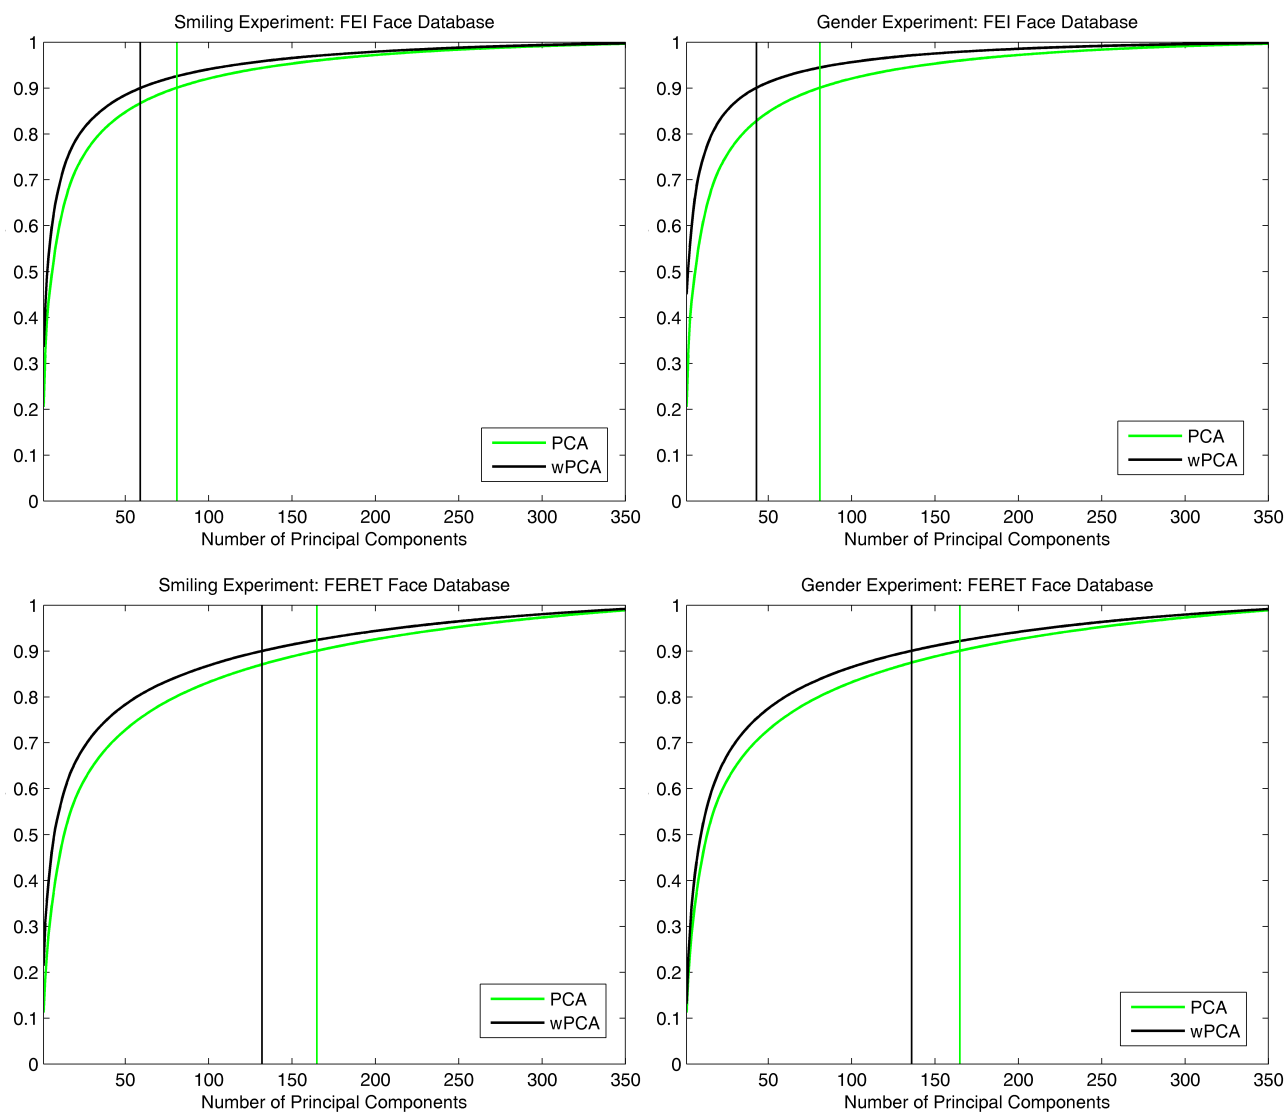 Smiling Experiment: FEI Face Database
1
0.9
0.8
0.7
0.6
0.5
0.4
0.3
0.2
0.1
0
PCA
wPCA
50 100 150 200 250 300 350
Number of Principal Components
Gender Experiment: FEI Face Database
1
0.9
0.8
0.7
0.6
0.5
0.4
0.3
0.2
0.1
0
PCA
wPCA
50 100 150 200 250 300 350
Number of Principal Components
Smiling Experiment: FERET Face Database
1
0.9
0.8
0.7
0.6
0.5
0.4
0.3
0.2
0.1
0
PCA
wPCA
50 100 150 200 250 300 350
Number of Principal Components
Gender Experiment: FERET Face Database
1
0.9
0.8
0.7
0.6
0.5
0.4
0.3
0.2
0.1
0
PCA
wPCA
50 100 150 200 250 300 350
Number of Principal Components